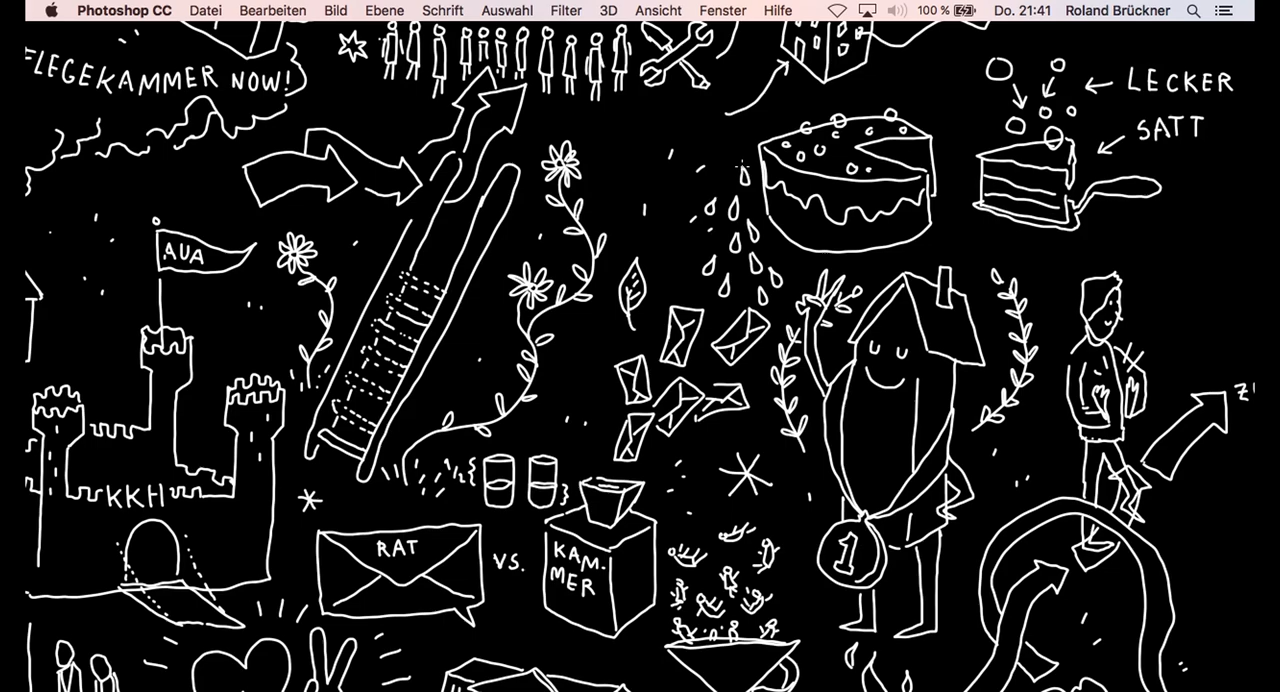 Photoshop CC Datei Bearbeiten Bild Ebene Schrift Auswahl Filter 3D Ansicht Fenster Hilfe 100 % Do. 21:41 Roland Brückner
FLEGEKAMMER NOW!
LECKER
SATT
AUA
KKH
RAT
VS.
KAM-
MER
1